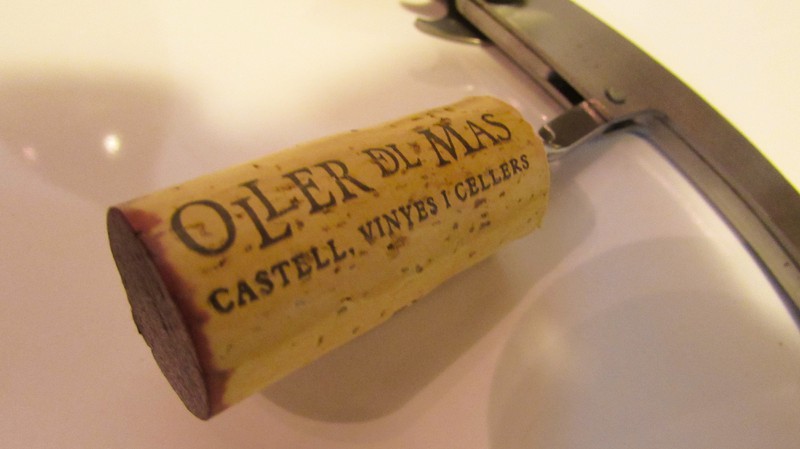 OLLER DEL MAS
CASTELL, VINYES I CELLERS